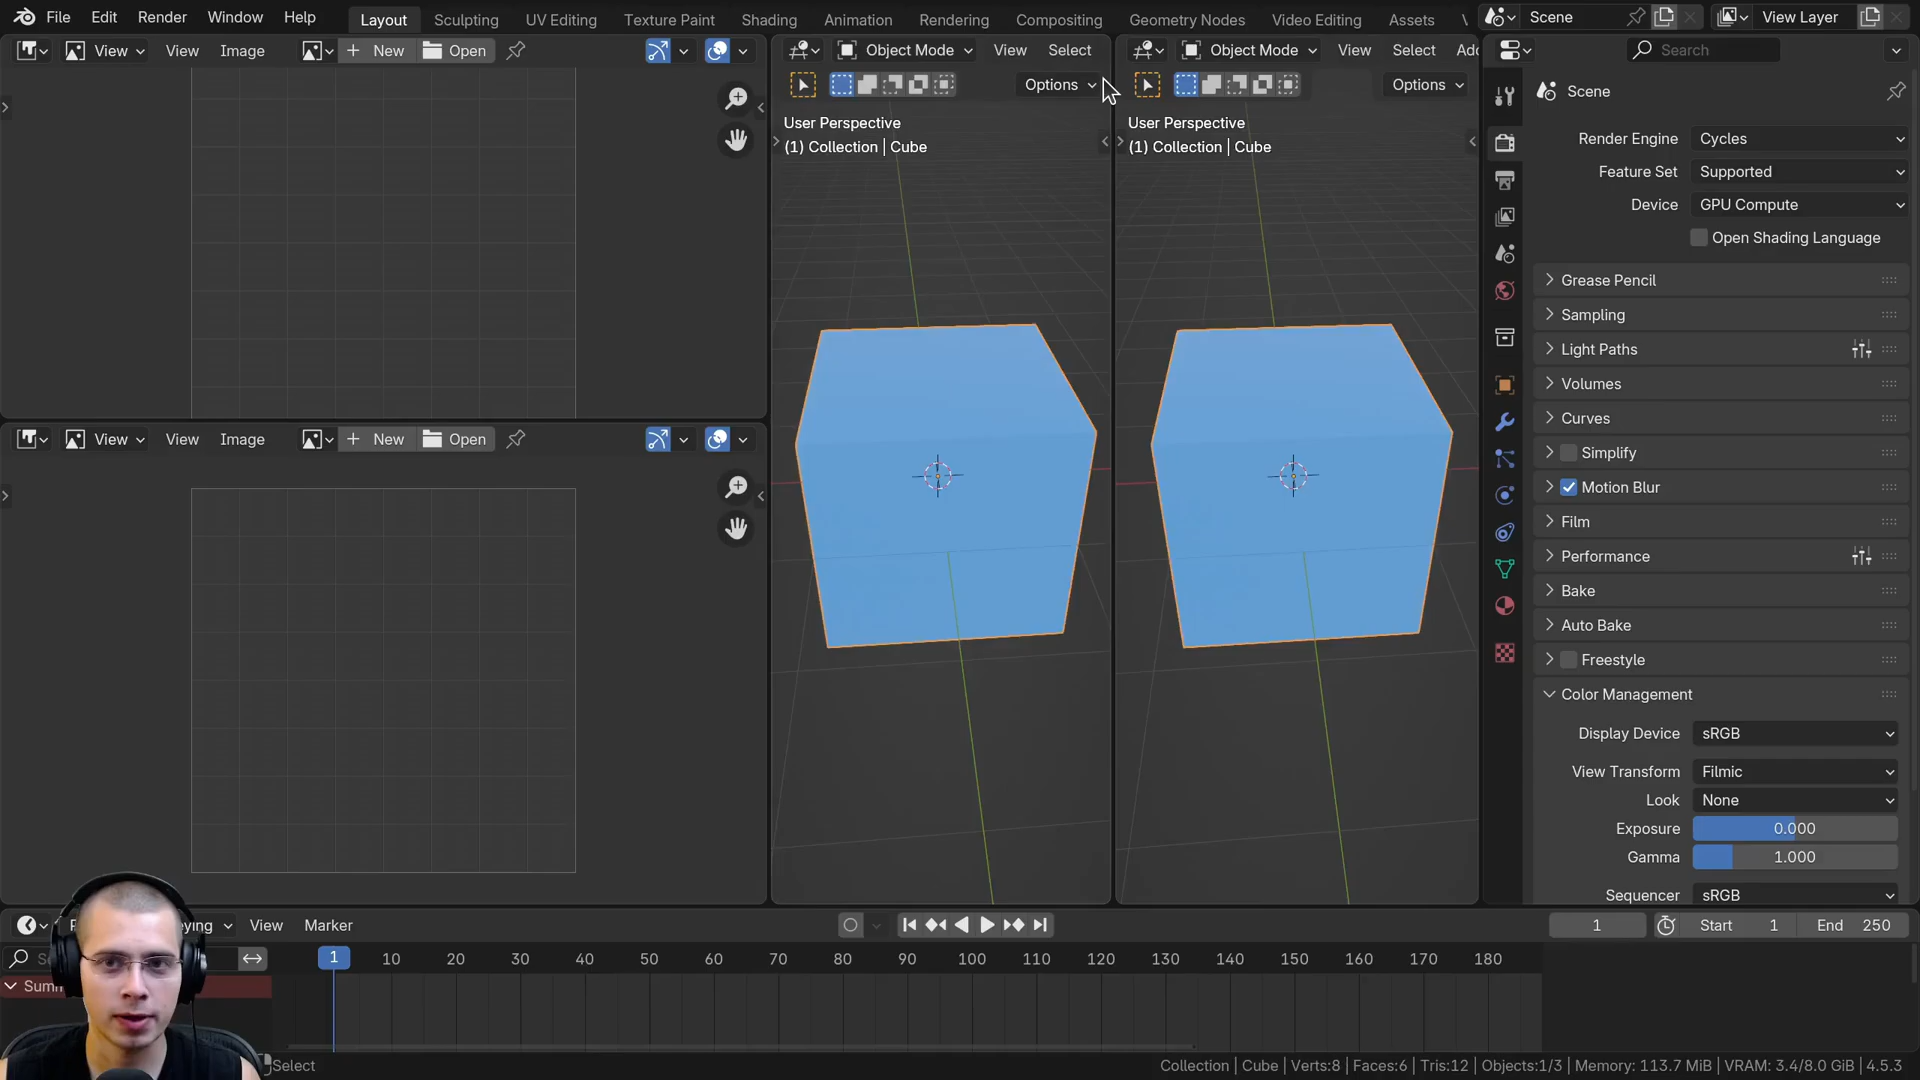 File Edit Render Window Help Layout Sculpting UV Editing Texture Paint Shading Animation Rendering Compositing Geometry Nodes Video Editing Assets Scene View Layer
View View Image New Open
Object Mode View Select
Object Mode View Select Add
Search
Options
Options
User Perspective
(1) Collection | Cube
User Perspective
(1) Collection | Cube
Scene
Render Engine Cycles
Feature Set Supported
Device GPU Compute
Open Shading Language
Grease Pencil
Sampling
Light Paths
Volumes
Curves
Simplify
Motion Blur
Film
Performance
Bake
Auto Bake
Freestyle
Color Management
Display Device sRGB
View Transform Filmic
Look None
Exposure 0.000
Gamma 1.000
Sequencer sRGB
View View Image New Open
View Marker
1 Start 1 End 250
1 10 20 30 40 50 60 70 80 90 100 110 120 130 140 150 160 170 180
Select
Collection | Cube | Verts:8 | Faces:6 | Tris:12 | Objects:1/3 | Memory: 113.7 MiB | VRAM: 3.4/8.0 GiB | 4.5.3